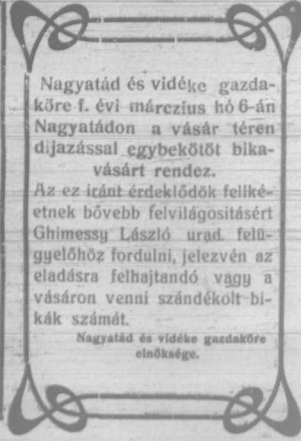 Nagyatád és vidéke gazda-
köre f. évi márczius hó 6-án
Nagyatádon a vásár téren
dijazással egybekötöt bika-
vásárt rendez.
Az ez iránt érdeklődők fellké-
etnek bővebb felvilágositásért
Ghimessy László urad. felü-
gyelőhöz fordulni, jelezvén az
eladásra felhajtandó vagy a
vásáron venni szándékolt bi-
kák számát.
Nagyatád és vidéke gazdaköre
elnöksége.